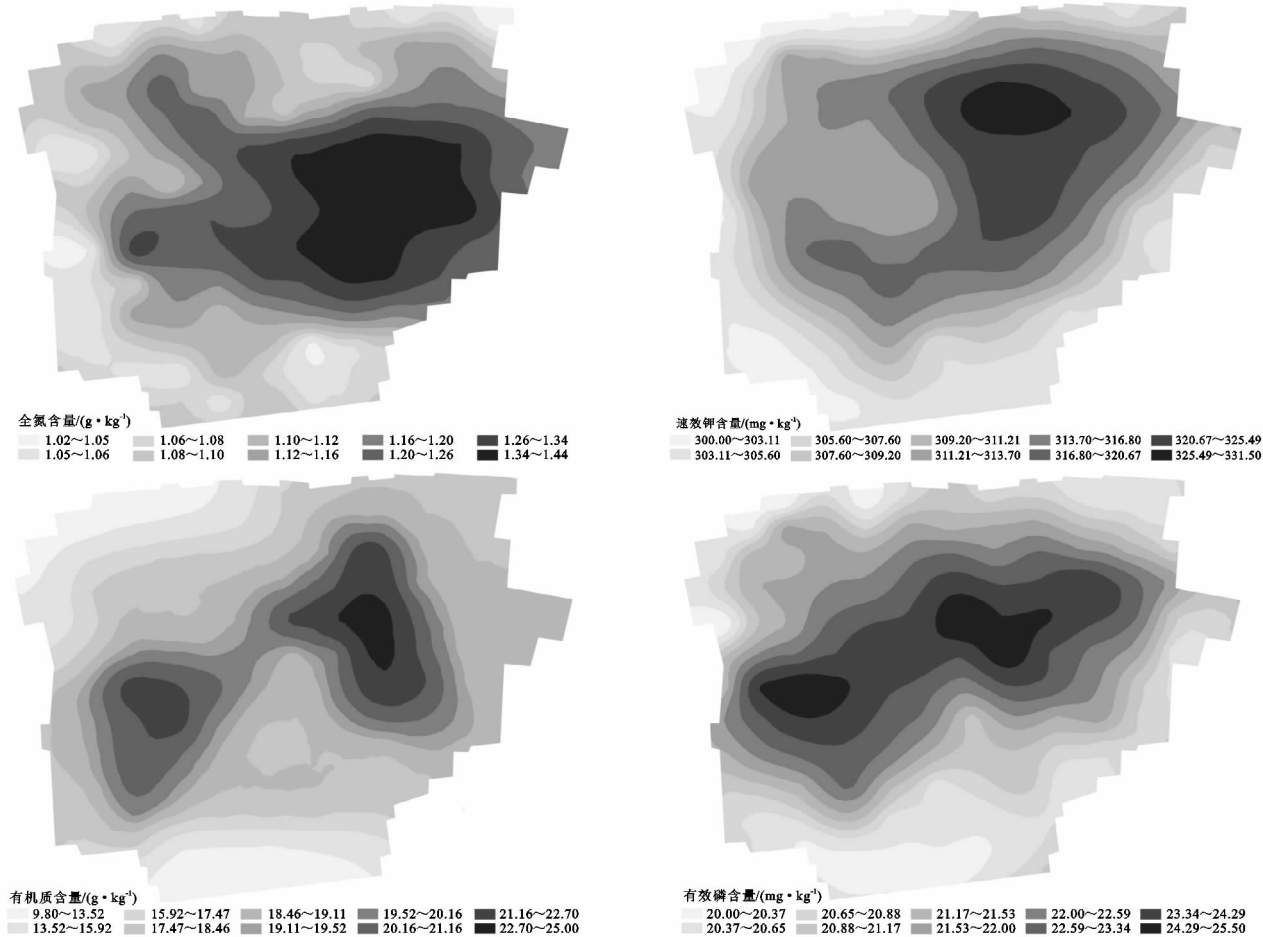 全氮含量/(g·kg⁻¹)
1.02～1.05 1.06～1.08 1.10～1.12 1.16～1.20 1.26～1.34
1.05～1.06 1.08～1.10 1.12～1.16 1.20～1.26 1.34～1.44
速效钾含量/(mg·kg⁻¹)
300.00～303.11 305.60～307.60 309.20～311.21 313.70～316.80 320.67～325.49
303.11～305.60 307.60～309.20 311.21～313.70 316.80～320.67 325.49～331.50
有机质含量/(g·kg⁻¹)
9.80～13.52 15.92～17.47 18.46～19.11 19.52～20.16 21.16～22.70
13.52～15.92 17.47～18.46 19.11～19.52 20.16～21.16 22.70～25.00
有效磷含量/(mg·kg⁻¹)
20.00～20.37 20.65～20.88 21.17～21.53 22.00～22.59 23.34～24.29
20.37～20.65 20.88～21.17 21.53～22.00 22.59～23.34 24.29～25.50